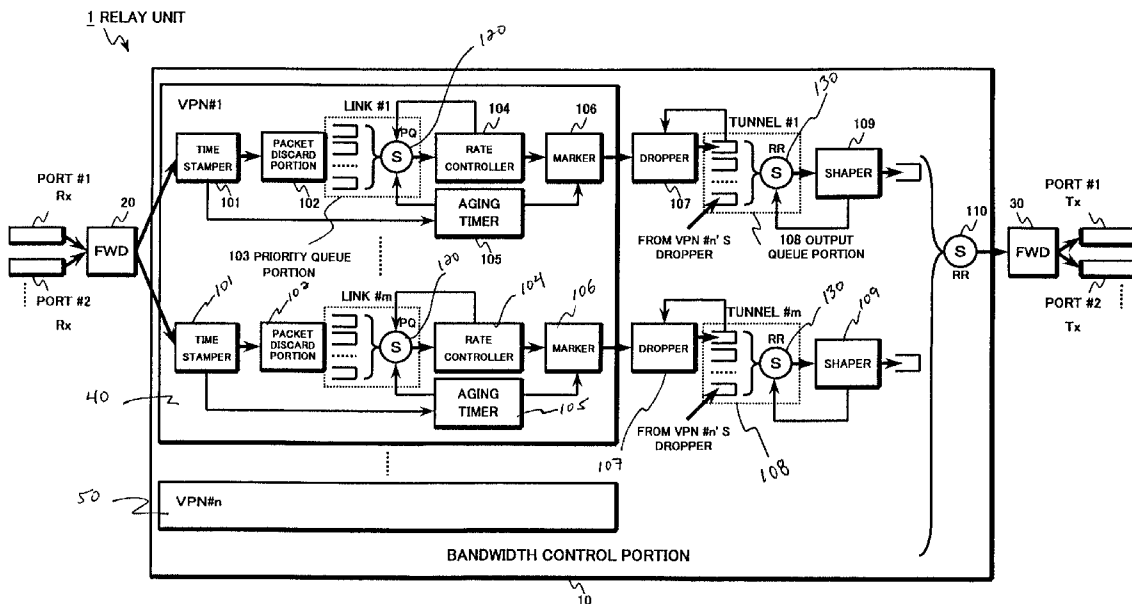 1 RELAY UNIT
VPN#1
LINK #1
120
PQ
104
106
130
TUNNEL #1
RR
109
TIME
STAMPER
PACKET
DISCARD
PORTION
S
RATE
CONTROLLER
MARKER
DROPPER
S
SHAPER
PORT #1
Rx
20
101
102
107
PORT #1
Tx
FWD
AGING
TIMER
110
30
S
RR
FWD
PORT #2
Rx
103 PRIORITY QUEUE
PORTION
105
FROM VPN #n' S
DROPPER
108 OUTPUT
QUEUE PORTION
PORT #2
Tx
101
102
LINK #m
120
PQ
104
106
TUNNEL #m
RR
130
109
TIME
STAMPER
PACKET
DISCARD
PORTION
S
RATE
CONTROLLER
MARKER
DROPPER
S
SHAPER
40
AGING
TIMER
105
FROM VPN #n' S
DROPPER
107
108
50
VPN#n
BANDWIDTH CONTROL PORTION
10